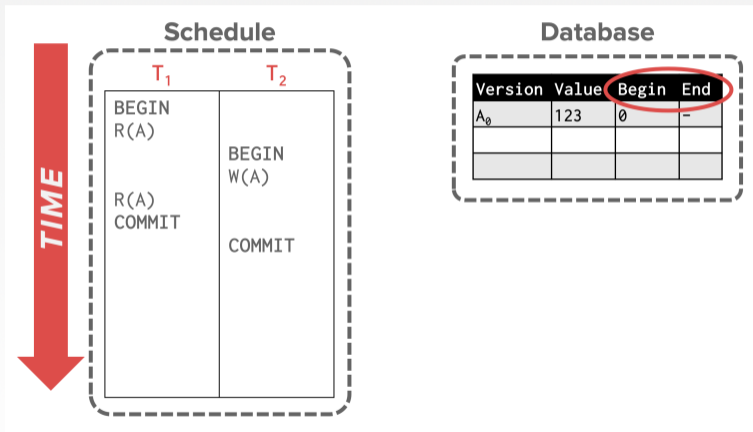 Schedule
Database
TIME
T₁ T₂
BEGIN
R(A)
BEGIN
W(A)
R(A)
COMMIT
COMMIT
Version Value Begin End
A₀ 123 0 –